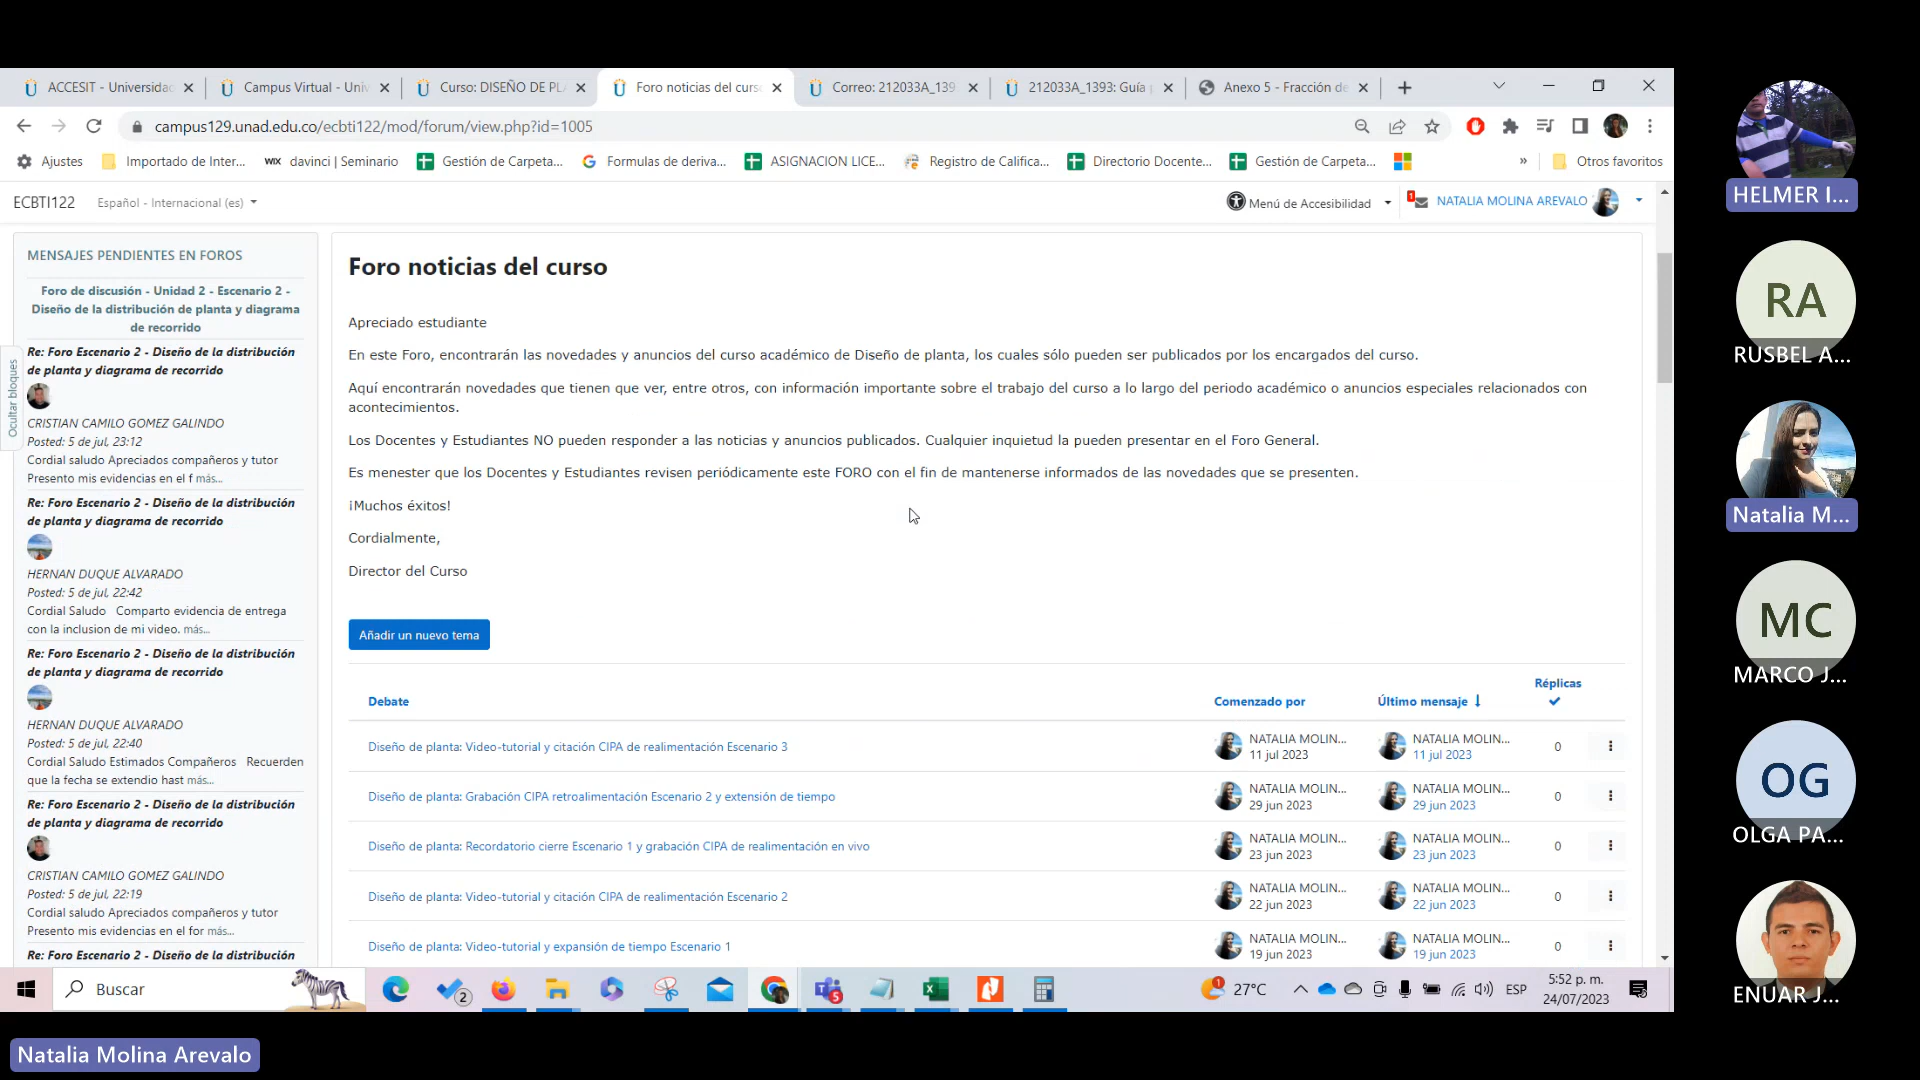 ACCESIT - Universida
Campus Virtual - Univ
Curso: DISEÑO DE PLA
Foro noticias del curso
Correo: 212033A_139
212033A_1393: Guía
Anexo 5 - Fracción de
campus129.unad.edu.co/ecbti122/mod/forum/view.php?id=1005
Ajustes
Importado de Inter...
WIX davinci | Seminario
Gestión de Carpeta...
Formulas de deriva...
ASIGNACION LICE...
Registro de Califica...
Directorio Docente...
Gestión de Carpeta...
»
Otros favoritos
ECBTI122
Español - Internacional (es)
Menú de Accesibilidad
1
NATALIA MOLINA AREVALO
Ocultar bloques
MENSAJES PENDIENTES EN FOROS
Foro de discusión - Unidad 2 - Escenario 2 -
Diseño de la distribución de planta y diagrama
de recorrido
Re: Foro Escenario 2 - Diseño de la distribución
de planta y diagrama de recorrido
CRISTIAN CAMILO GOMEZ GALINDO
Posted: 5 de jul, 23:12
Cordial saludo Apreciados compañeros y tutor
Presento mis evidencias en el f más...
Re: Foro Escenario 2 - Diseño de la distribución
de planta y diagrama de recorrido
HERNAN DUQUE ALVARADO
Posted: 5 de jul, 22:42
Cordial Saludo   Comparto evidencia de entrega
con la inclusion de mi video. más...
Re: Foro Escenario 2 - Diseño de la distribución
de planta y diagrama de recorrido
HERNAN DUQUE ALVARADO
Posted: 5 de jul, 22:40
Cordial Saludo Estimados Compañeros   Recuerden
que la fecha se extendio hast más...
Re: Foro Escenario 2 - Diseño de la distribución
de planta y diagrama de recorrido
CRISTIAN CAMILO GOMEZ GALINDO
Posted: 5 de jul, 22:19
Cordial saludo Apreciados compañeros y tutor
Presento mis evidencias en el for más...
Re: Foro Escenario 2 - Diseño de la distribución
Foro noticias del curso
Apreciado estudiante
En este Foro, encontrarán las novedades y anuncios del curso académico de Diseño de planta, los cuales sólo pueden ser publicados por los encargados del curso.
Aquí encontrarán novedades que tienen que ver, entre otros, con información importante sobre el trabajo del curso a lo largo del periodo académico o anuncios especiales relacionados con
acontecimientos.
Los Docentes y Estudiantes NO pueden responder a las noticias y anuncios publicados. Cualquier inquietud la pueden presentar en el Foro General.
Es menester que los Docentes y Estudiantes revisen periódicamente este FORO con el fin de mantenerse informados de las novedades que se presenten.
¡Muchos éxitos!
Cordialmente,
Director del Curso
Añadir un nuevo tema
Debate
Comenzado por
Último mensaje
Réplicas
Diseño de planta: Video-tutorial y citación CIPA de realimentación Escenario 3
NATALIA MOLIN...
11 jul 2023
NATALIA MOLIN...
11 jul 2023
0
Diseño de planta: Grabación CIPA retroalimentación Escenario 2 y extensión de tiempo
NATALIA MOLIN...
29 jun 2023
NATALIA MOLIN...
29 jun 2023
0
Diseño de planta: Recordatorio cierre Escenario 1 y grabación CIPA de realimentación en vivo
NATALIA MOLIN...
23 jun 2023
NATALIA MOLIN...
23 jun 2023
0
Diseño de planta: Video-tutorial y citación CIPA de realimentación Escenario 2
NATALIA MOLIN...
22 jun 2023
NATALIA MOLIN...
22 jun 2023
0
Diseño de planta: Video-tutorial y expansión de tiempo Escenario 1
NATALIA MOLIN...
19 jun 2023
NATALIA MOLIN...
19 jun 2023
0
Buscar
2
5
1
27°C
ESP
5:52 p. m.
24/07/2023
Natalia Molina Arevalo
HELMER I...
RA
RUSBEL A...
Natalia M...
MC
MARCO J...
OG
OLGA PA...
ENUAR J...